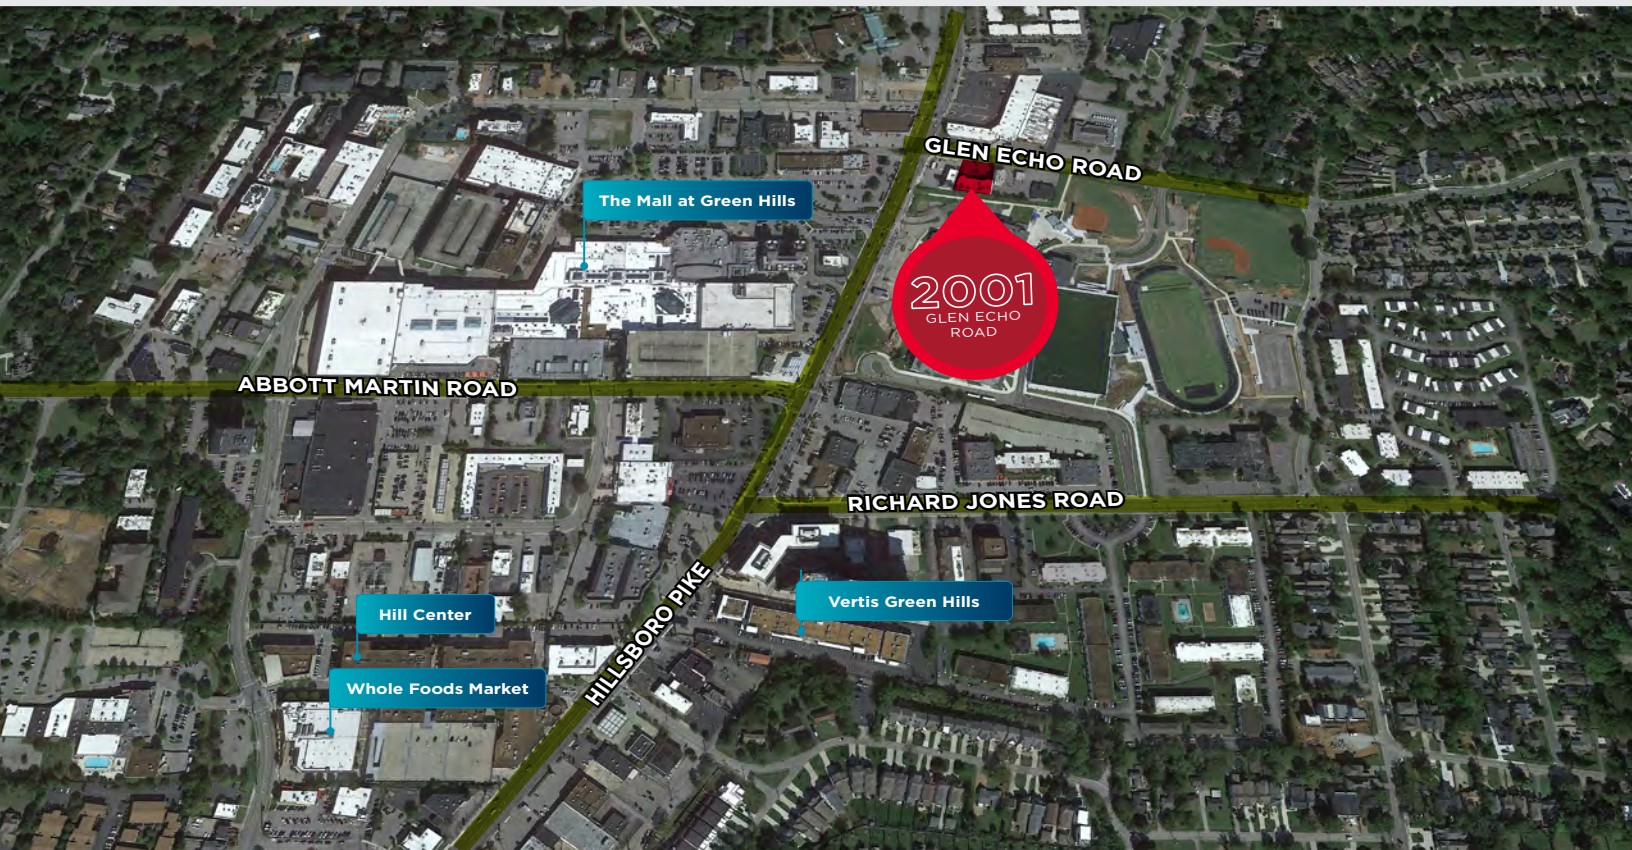 GLEN ECHO ROAD
The Mall at Green Hills
2001
GLEN ECHO
ROAD
ABBOTT MARTIN ROAD
RICHARD JONES ROAD
HILLSBORO PIKE
Vertis Green Hills
Hill Center
Whole Foods Market